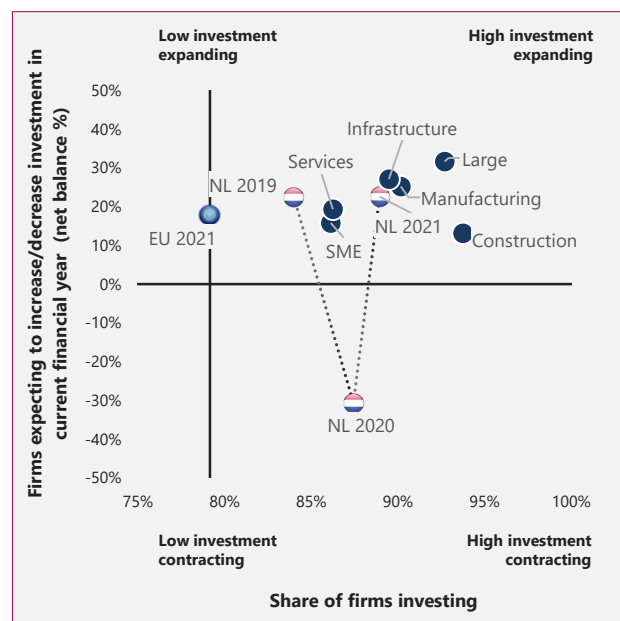 Low investment
expanding
High investment
expanding
Firms expecting to increase/decrease investment in
current financial year (net balance %)
50%
40%
30%
20%
10%
0%
-10%
-20%
-30%
-40%
-50%
Infrastructure
Services
Large
NL 2019
Manufacturing
NL 2021
EU 2021
SME
Construction
NL 2020
75%
80%
85%
90%
95%
100%
Low investment
contracting
High investment
contracting
Share of firms investing